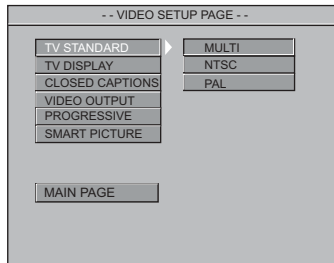 - - VIDEO SETUP PAGE - -
TV STANDARD
TV DISPLAY
CLOSED CAPTIONS
VIDEO OUTPUT
PROGRESSIVE
SMART PICTURE
MULTI
NTSC
PAL
MAIN PAGE